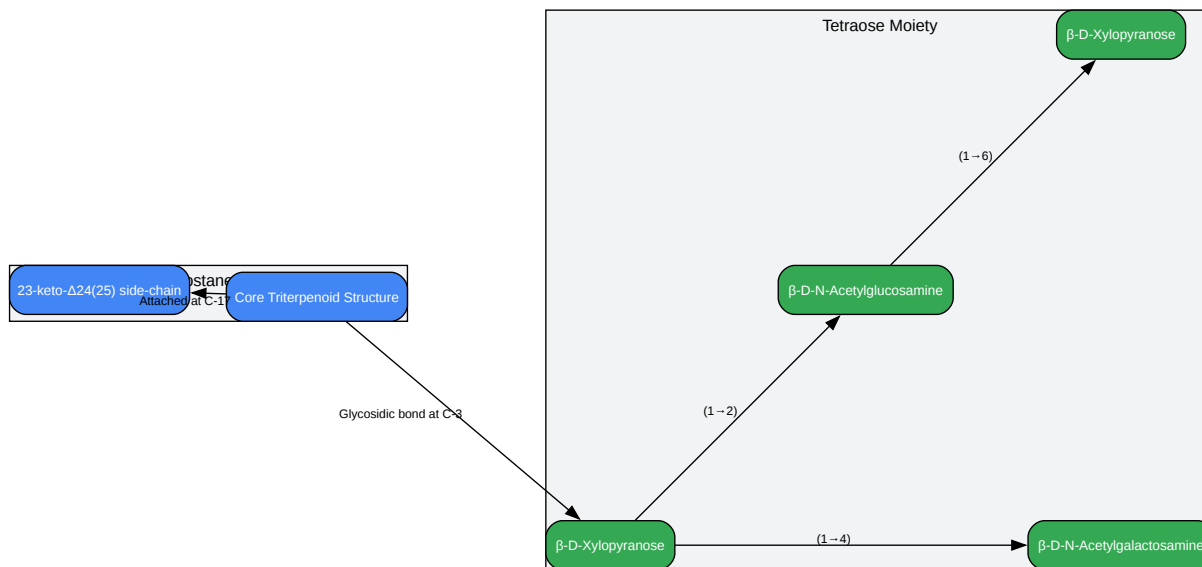 Tetraose Moiety
β-D-Xylopyranose
(1→6)
23-keto-Δ24(25) side-chain
Attached at C-17
Core Triterpenoid Structure
β-D-N-Acetylglucosamine
(1→2)
Glycosidic bond at C-3
β-D-Xylopyranose
(1→4)
β-D-N-Acetylgalactosamine